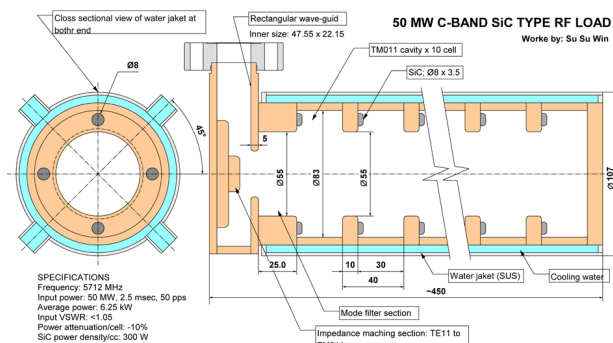 Closs sectional view of water jaket at
bothr end
Rectangular wave-guid
Inner size: 47.55 x 22.15
50 MW C-BAND SiC TYPE RF LOAD
Worke by: Su Su Win
TM011 cavity x 10 cell
Ø8
SiC; Ø8 x 3.5
45°
5
Ø55
Ø83
Ø55
Ø107
25.0
10
30
40
Water jaket (SUS)
Cooling water
~450
SPECIFICATIONS
Frequency: 5712 MHz
Input power: 50 MW, 2.5 msec, 50 pps
Average power: 6.25 kW
Input VSWR: <1.05
Power attenuation/cell: -10%
SiC power density/cc: 300 W
Mode filter section
Impedance maching section: TE11 to